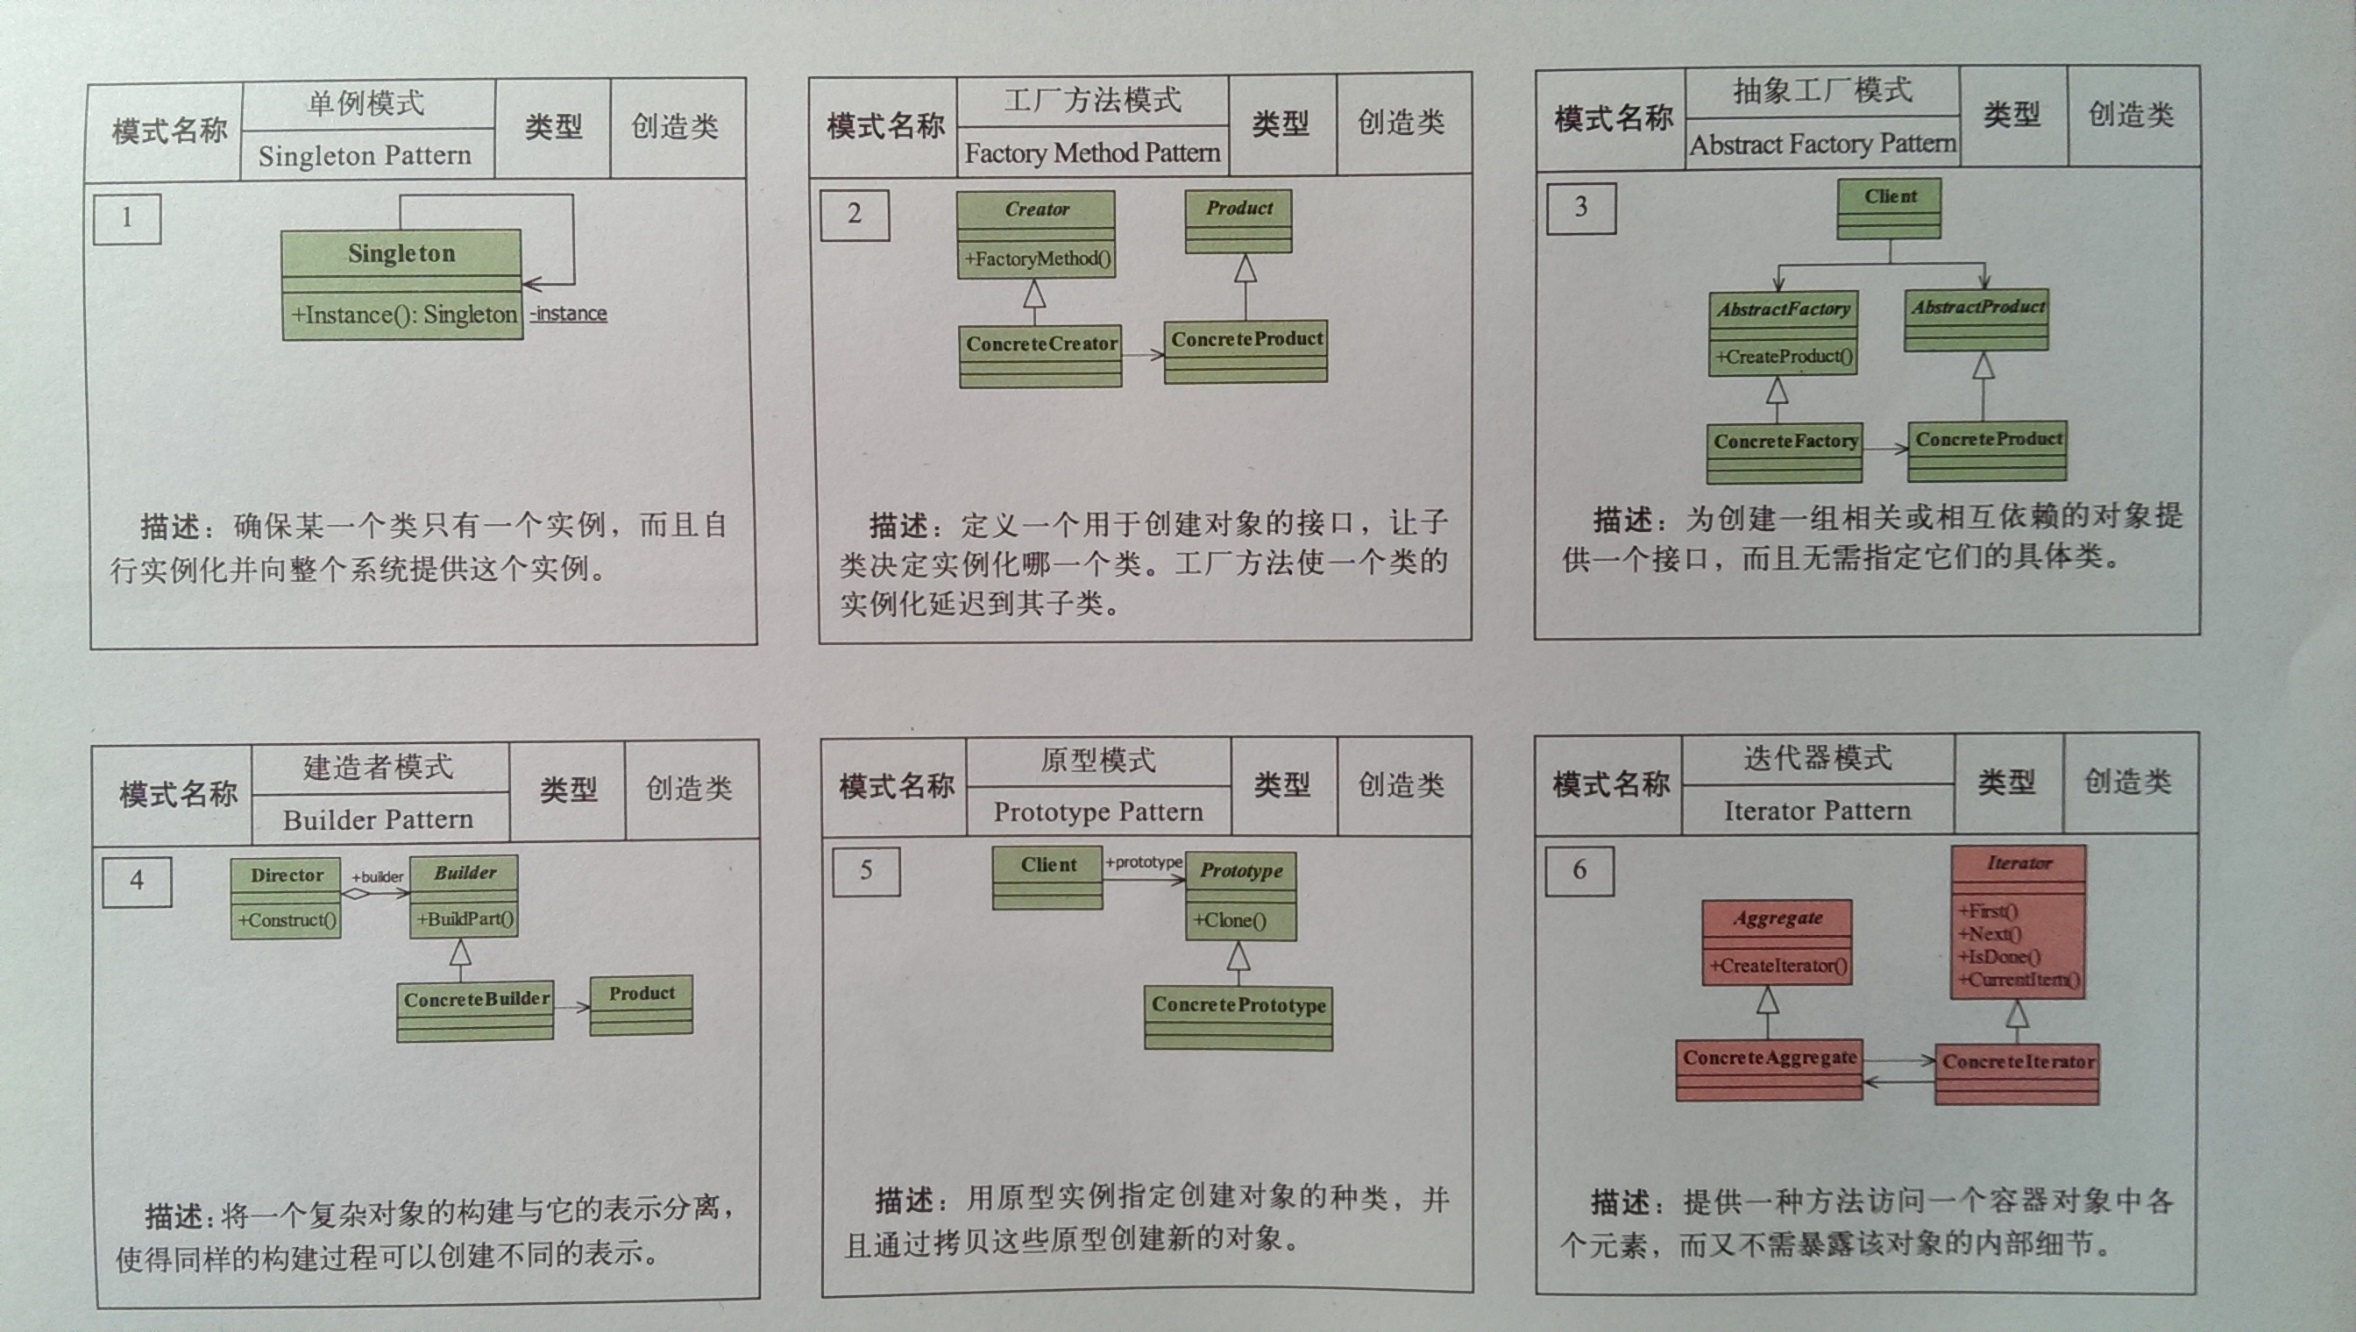 模式名称
单例模式
Singleton Pattern
类型
创造类
1
Singleton
+Instance(): Singleton
-instance
描述：确保某一个类只有一个实例，而且自
行实例化并向整个系统提供这个实例。
模式名称
工厂方法模式
Factory Method Pattern
类型
创造类
2
Creator
+FactoryMethod()
Product
ConcreteCreator
ConcreteProduct
描述：定义一个用于创建对象的接口，让子
类决定实例化哪一个类。工厂方法使一个类的
实例化延迟到其子类。
模式名称
抽象工厂模式
Abstract Factory Pattern
类型
创造类
3
Client
AbstractFactory
+CreateProduct()
AbstractProduct
ConcreteFactory
ConcreteProduct
描述：为创建一组相关或相互依赖的对象提
供一个接口，而且无需指定它们的具体类。
模式名称
建造者模式
Builder Pattern
类型
创造类
4
Director
+Construct()
+builder
Builder
+BuildPart()
ConcreteBuilder
Product
描述：将一个复杂对象的构建与它的表示分离，
使得同样的构建过程可以创建不同的表示。
模式名称
原型模式
Prototype Pattern
类型
创造类
5
Client
+prototype
Prototype
+Clone()
ConcretePrototype
描述：用原型实例指定创建对象的种类，并
且通过拷贝这些原型创建新的对象。
模式名称
迭代器模式
Iterator Pattern
类型
创造类
6
Iterator
+First()
+Next()
+IsDone()
+CurrentItem()
Aggregate
+CreateIterator()
ConcreteAggregate
ConcreteIterator
描述：提供一种方法访问一个容器对象中各
个元素，而又不需暴露该对象的内部细节。